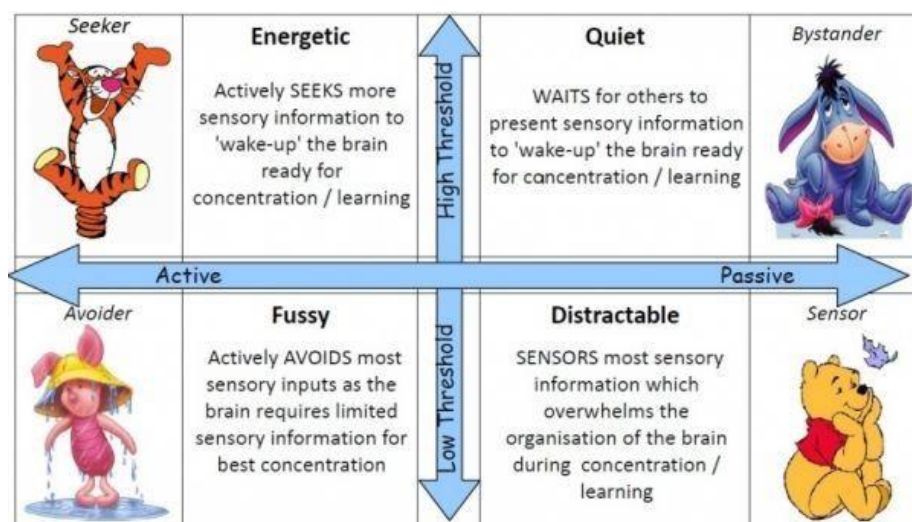 Seeker
Energetic
Actively SEEKS more
sensory information to
'wake-up' the brain
ready for
concentration / learning
High Threshold
Quiet
WAITS for others to
present sensory information
to 'wake-up' the brain ready
for concentration / learning
Bystander
Active
Passive
Avoider
Fussy
Actively AVOIDS most
sensory inputs as the
brain requires limited
sensory information for
best concentration
Low Threshold
Distractable
SENSORS most sensory
information which
overwhelms the
organisation of the brain
during concentration /
learning
Sensor